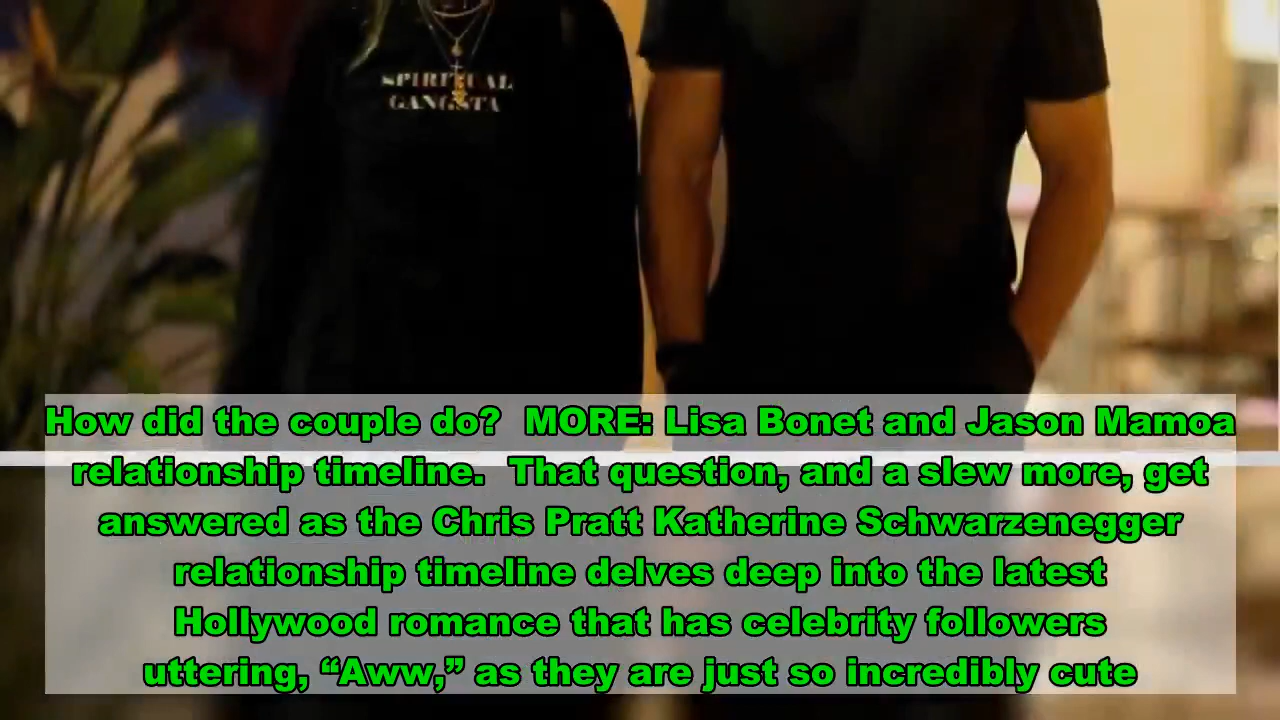 SPIRITUAL
GANGSTA
How did the couple do? MORE: Lisa Bonet and Jason Mamoa
relationship timeline. That question, and a slew more, get
answered as the Chris Pratt Katherine Schwarzenegger
relationship timeline delves deep into the latest
Hollywood romance that has celebrity followers
uttering, “Aww,” as they are just so incredibly cute